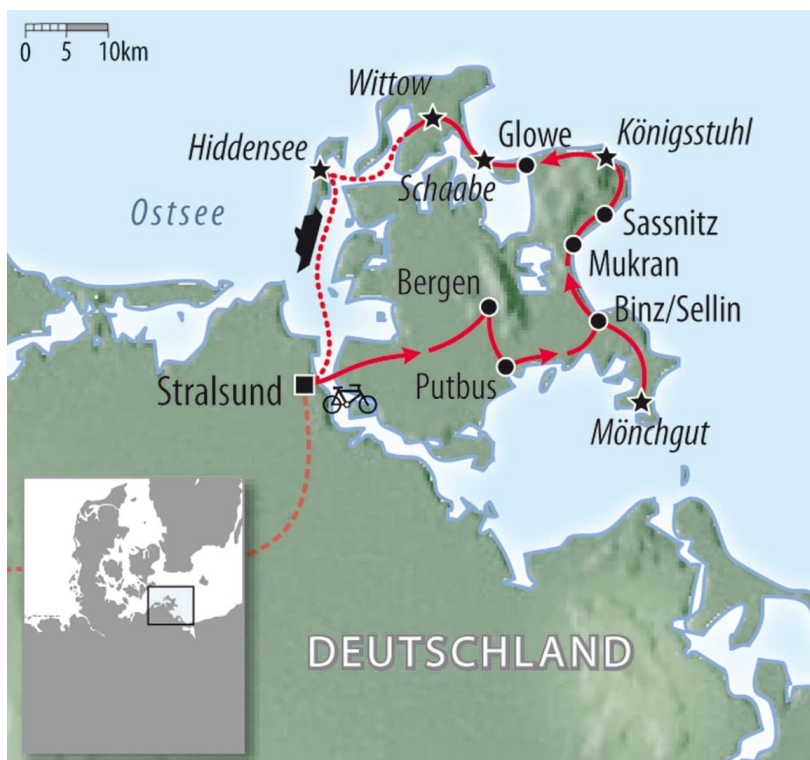 0 5 10km
Wittow
Glowe
Königsstuhl
Hiddensee
Schaabe
Ostsee
Sassnitz
Mukran
Bergen
Binz/Sellin
Stralsund
Putbus
Mönchgut
DEUTSCHLAND